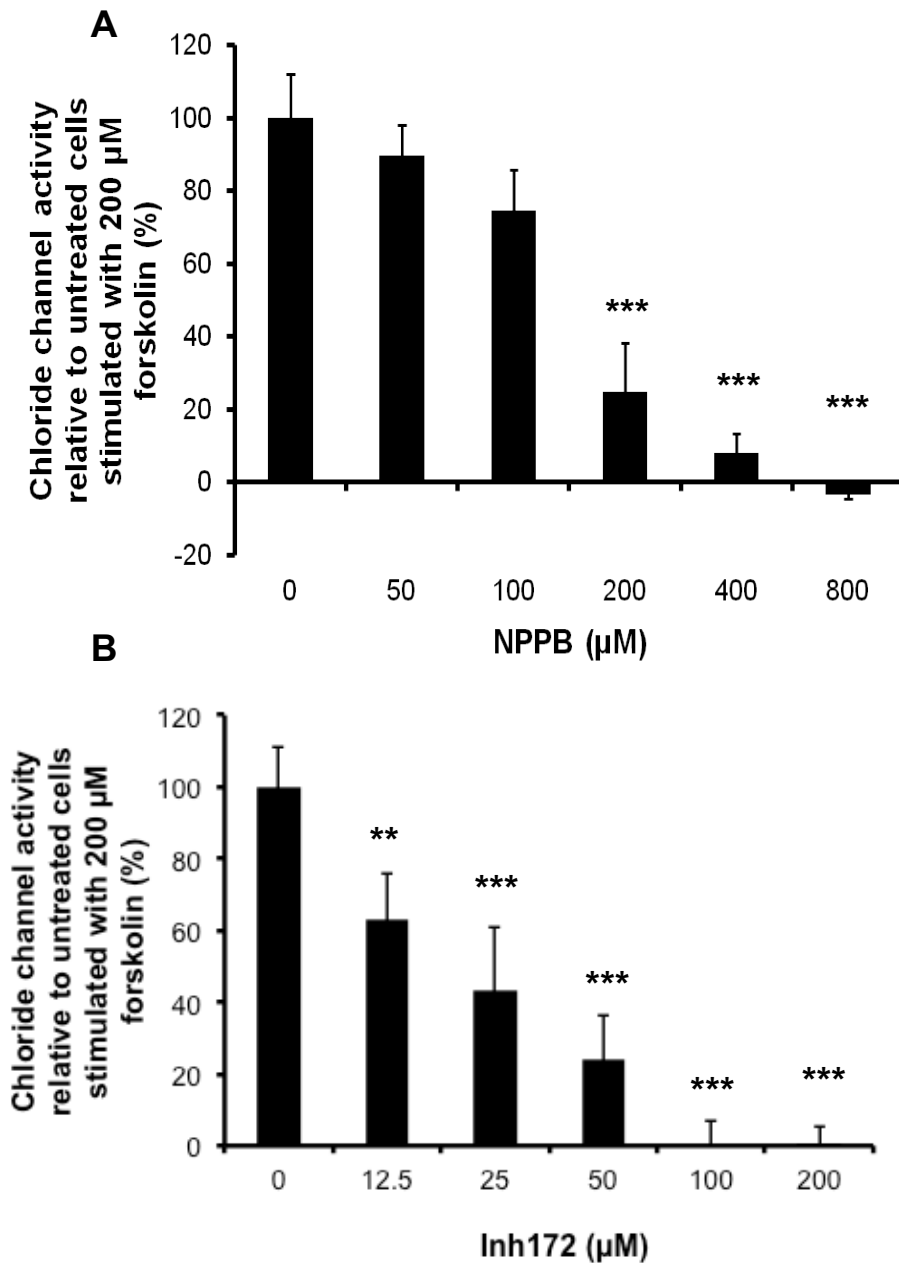 A
Chloride channel activity
relative to untreated cells
stimulated with 200 µM
forskolin (%)
120
100
80
60
40
20
0
-20
***
***
***
0 50 100 200 400 800
NPPB (µM)
B
Chloride channel activity
relative to untreated cells
stimulated with 200 µM
forskolin (%)
120
100
80
60
40
20
0
**
***
***
***
***
0 12.5 25 50 100 200
Inh172 (µM)